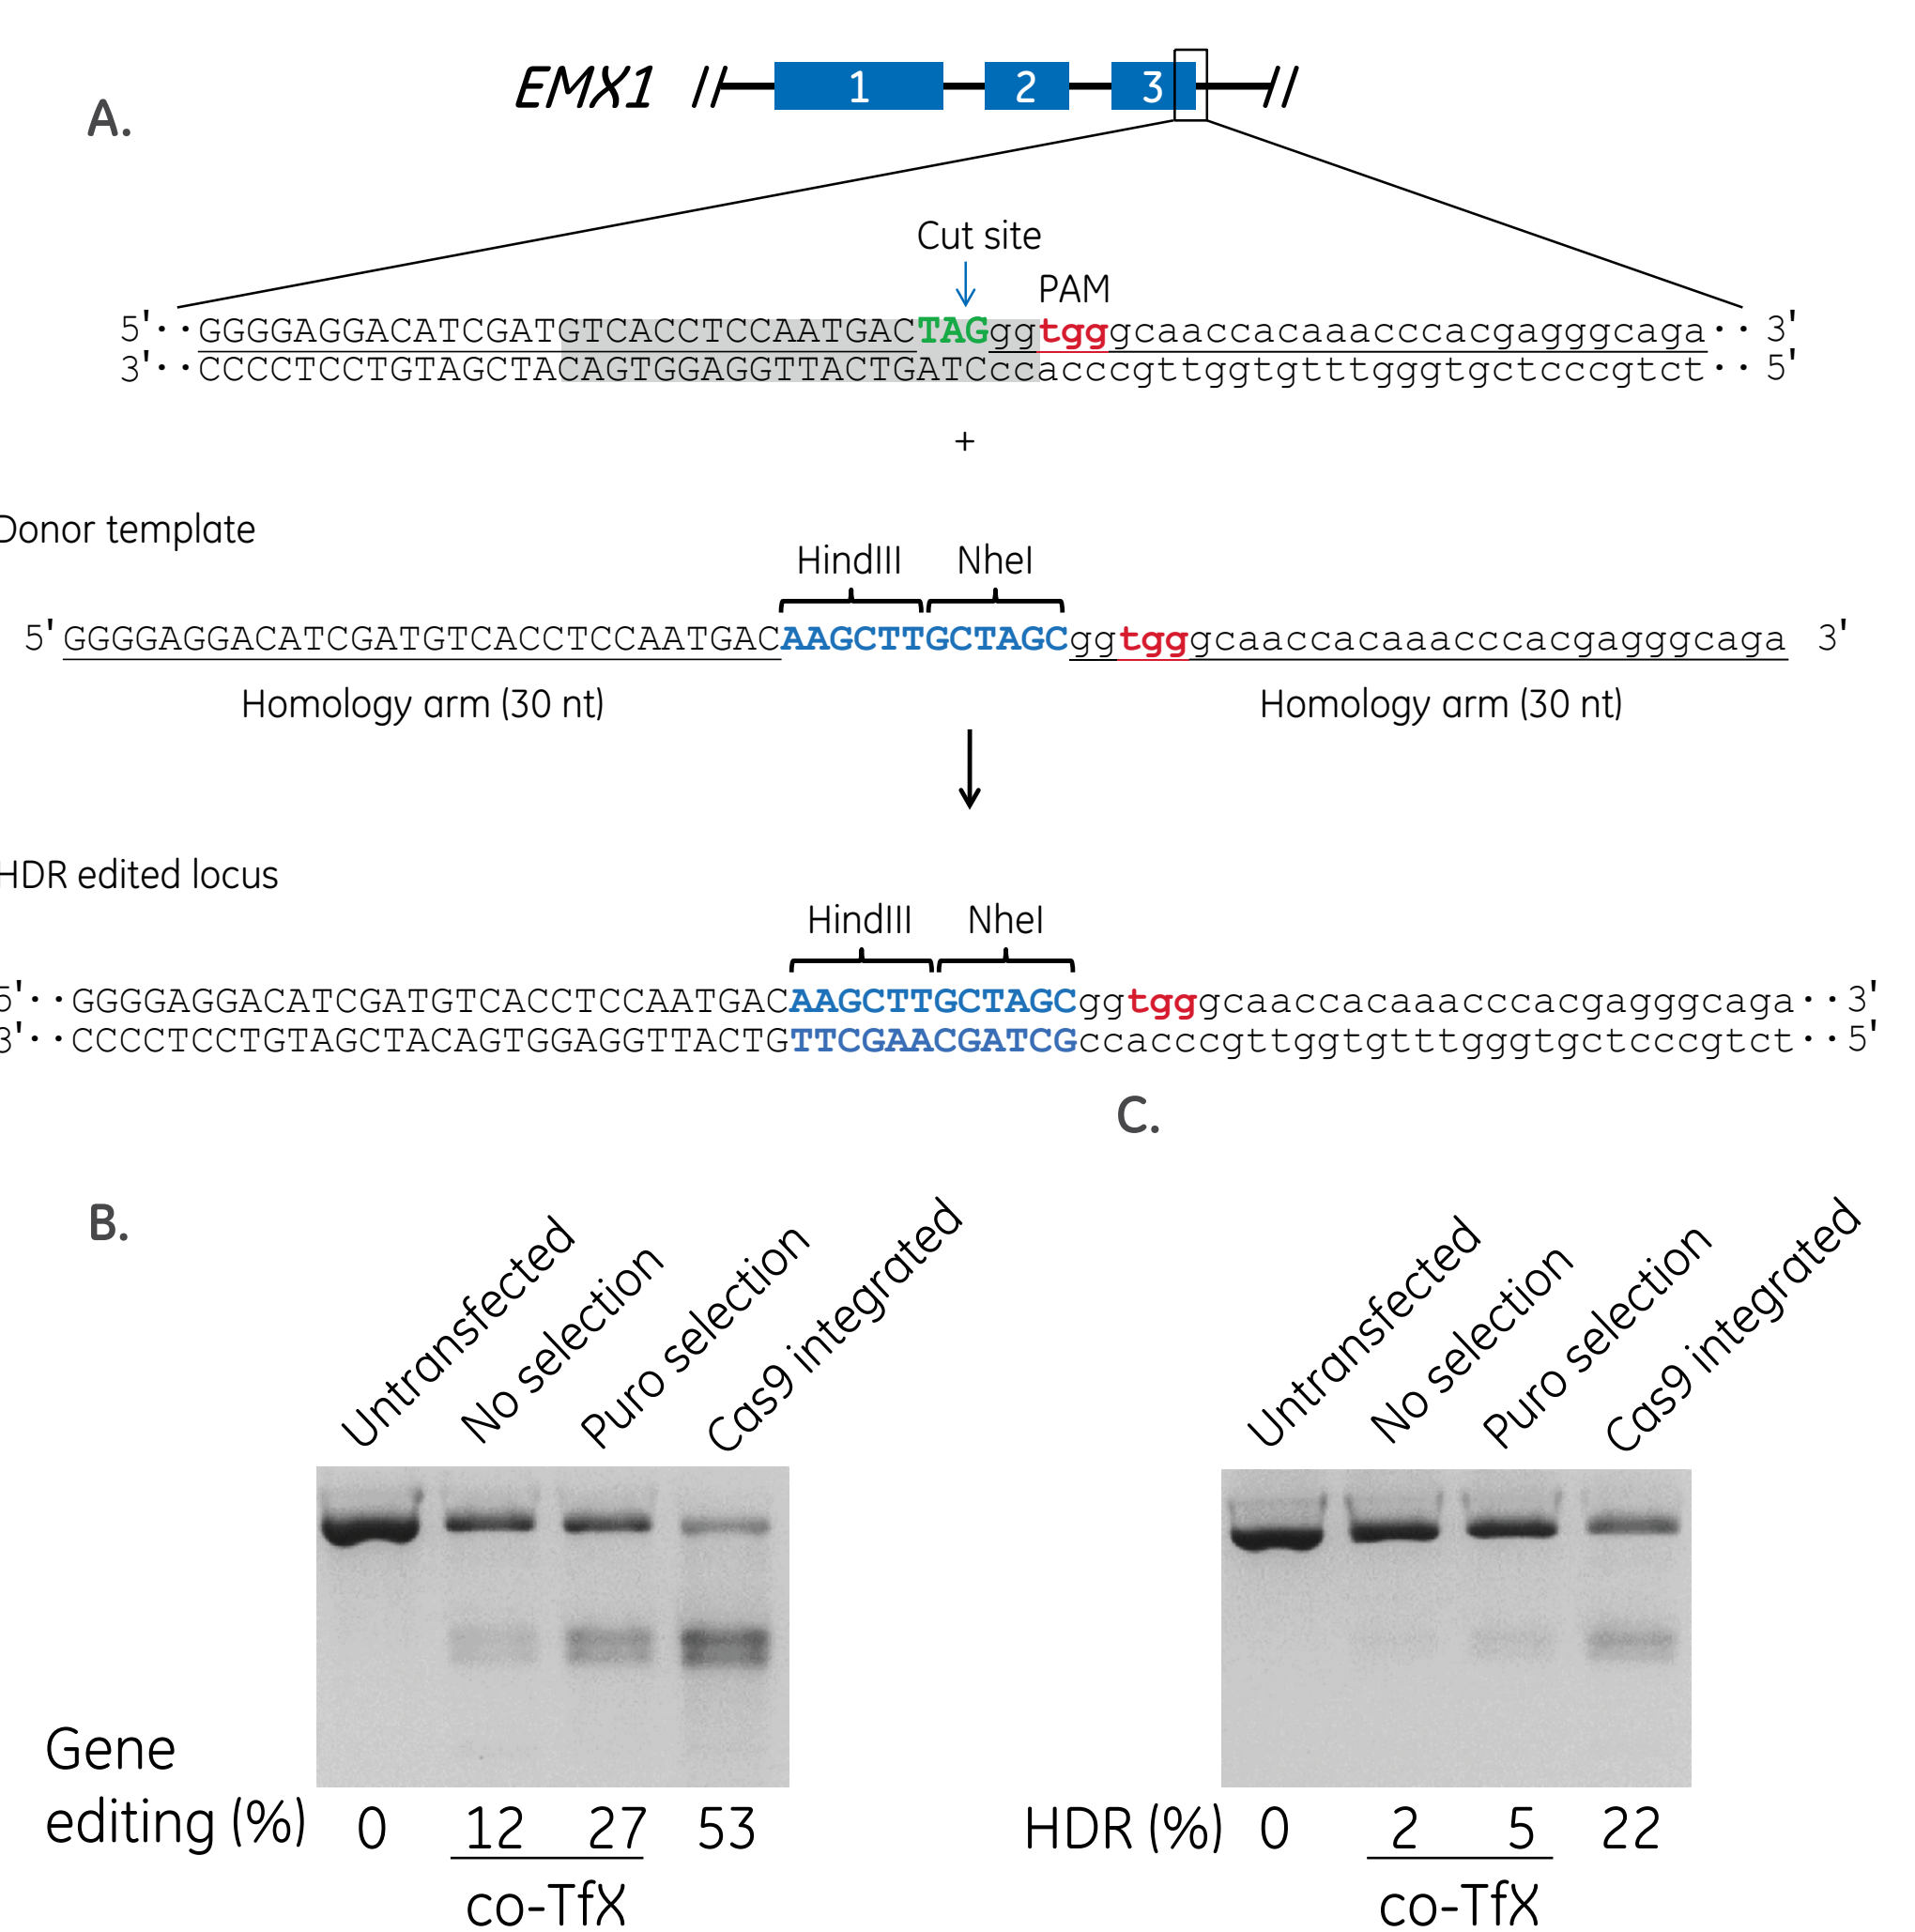 A.
EMX1 // 1 2 3 //
Cut site
PAM
5'··GGGGAGGACATCGATGTCACCTCCAATGACTAGggtgggcaaccacaaacccacgagggcaga·· 3'
3'··CCCCTCCTGTAGCTACAGTGGAGGTTACTGATCccacccgttggtgtttgggtgctcccgtct·· 5'
+
Donor template
HindIII NheI
5'GGGGAGGACATCGATGTCACCTCCAATGACAAGCTTGCTAGCggtgggcaaccacaaacccacgagggcaga 3'
Homology arm (30 nt) Homology arm (30 nt)
HDR edited locus
HindIII NheI
5'··GGGGAGGACATCGATGTCACCTCCAATGACAAGCTTGCTAGCggtgggcaaccacaaacccacgagggcaga··3'
3'··CCCCTCCTGTAGCTACAGTGGAGGTTACTGTTCGAACGATCGccacccgttggtgtttgggtgctcccgtct··5'
B.
Untransfected
No selection
Puro selection
Cas9 integrated
Gene
editing (%) 0 12 27 53
co-TfX
C.
Untransfected
No selection
Puro selection
Cas9 integrated
HDR (%) 0 2 5 22
co-TfX